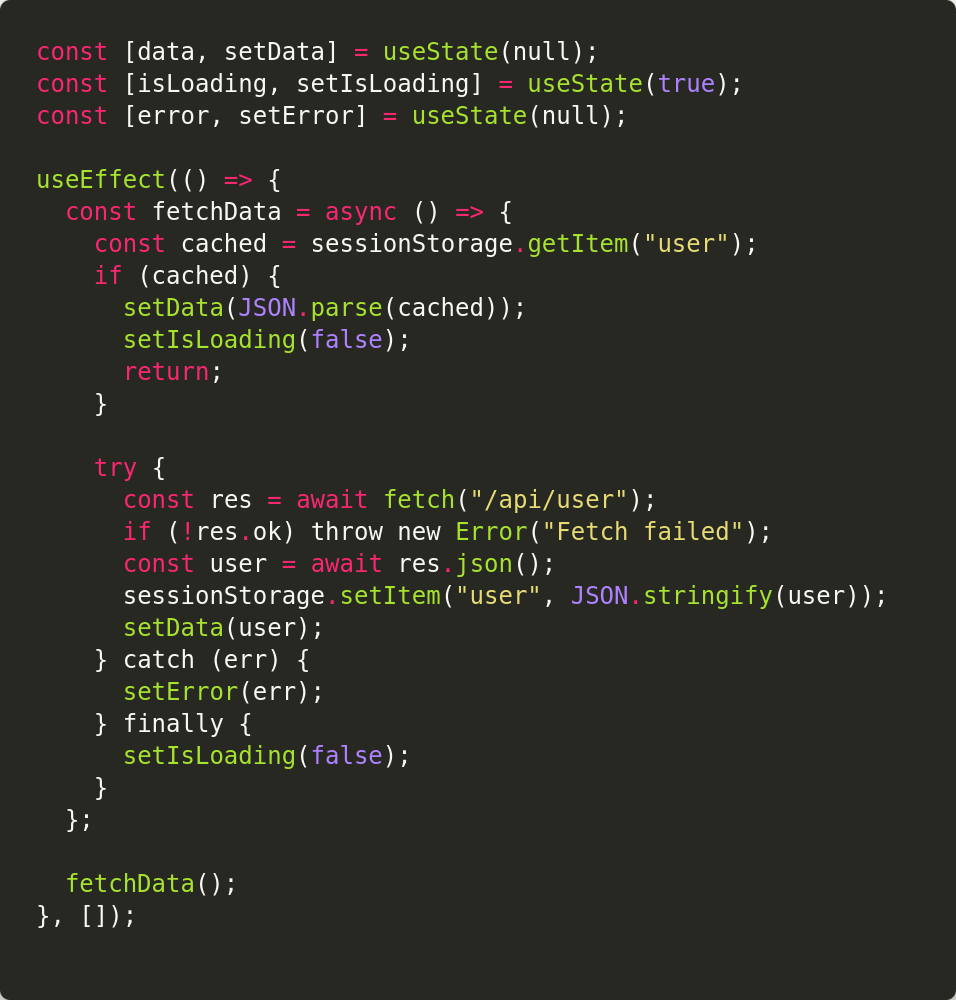 const [data, setData] = useState(null);
const [isLoading, setIsLoading] = useState(true);
const [error, setError] = useState(null);

useEffect(() => {
  const fetchData = async () => {
    const cached = sessionStorage.getItem("user");
    if (cached) {
      setData(JSON.parse(cached));
      setIsLoading(false);
      return;
    }

    try {
      const res = await fetch("/api/user");
      if (!res.ok) throw new Error("Fetch failed");
      const user = await res.json();
      sessionStorage.setItem("user", JSON.stringify(user));
      setData(user);
    } catch (err) {
      setError(err);
    } finally {
      setIsLoading(false);
    }
  };

  fetchData();
}, []);